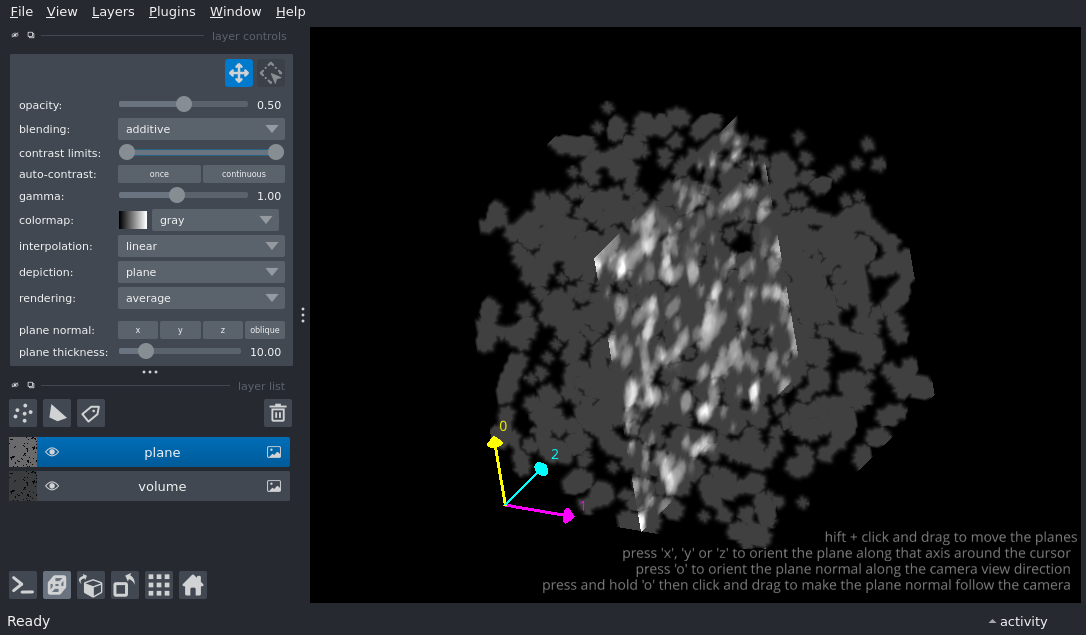 File View Layers Plugins Window Help
layer controls
opacity: 0.50
blending: additive
contrast limits:
auto-contrast: once continuous
gamma: 1.00
colormap: gray
interpolation: linear
depiction: plane
rendering: average
plane normal: x y z oblique
plane thickness: 10.00
layer list
plane
volume
0
2
1
hift + click and drag to move the planes
press 'x', 'y' or 'z' to orient the plane along that axis around the cursor
press 'o' to orient the plane normal along the camera view direction
press and hold 'o' then click and drag to make the plane normal follow the camera
Ready
activity